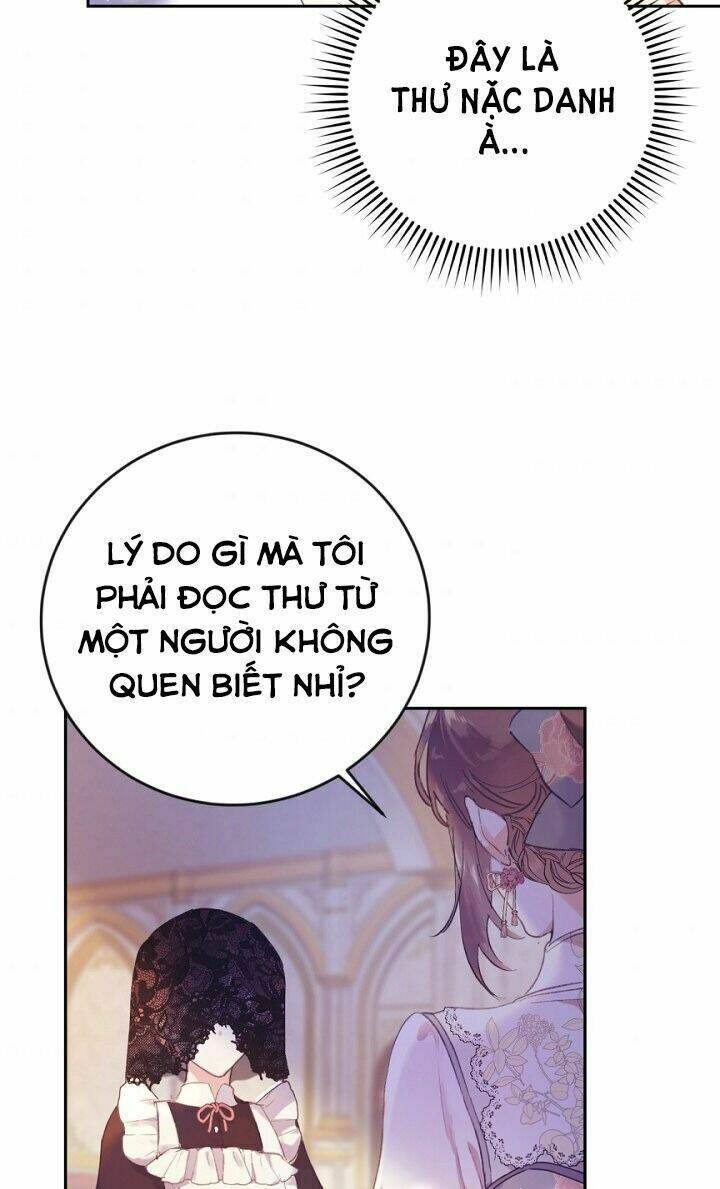 ĐÂY LÀ
THƯ NẶC DANH
À...
LÝ DO GÌ MÀ TÔI
PHẢI ĐỌC THƯ TỪ
MỘT NGƯỜI KHÔNG
QUEN BIẾT NHỈ?